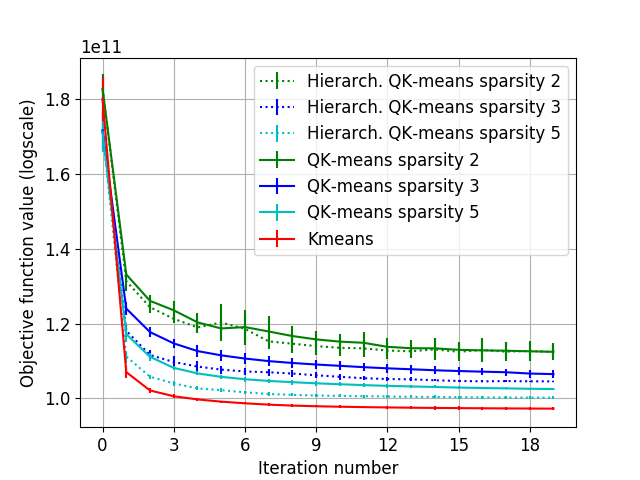 1e11
Objective function value (logscale)
1.8
1.6
1.4
1.2
1.0
Hierarch. QK-means sparsity 2
Hierarch. QK-means sparsity 3
Hierarch. QK-means sparsity 5
QK-means sparsity 2
QK-means sparsity 3
QK-means sparsity 5
Kmeans
0 3 6 9 12 15 18
Iteration number